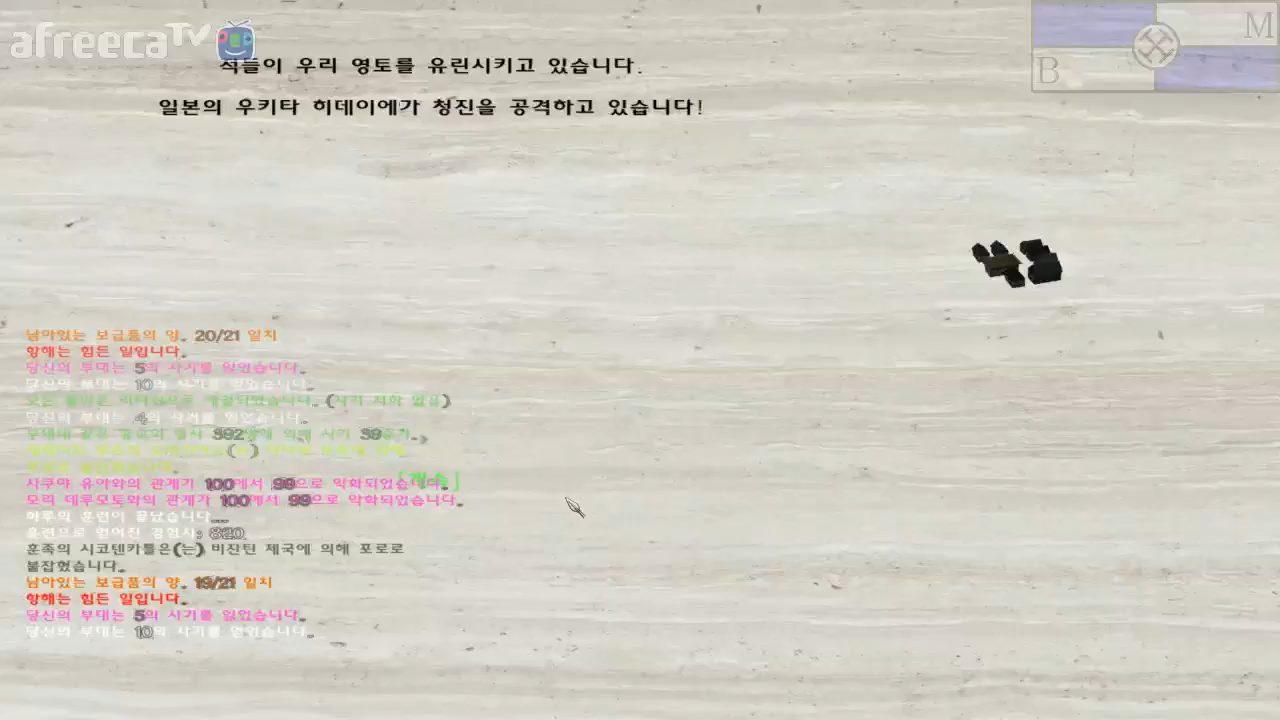 afreecaTV
M
B
적들이 우리 영토를 유린시키고 있습니다.
일본의 우키타 히데이에가 청진을 공격하고 있습니다!
남아있는 보급품의 양. 20/21 일치
항해는 힘든 일입니다.
당신의 부대는 5의 사기를 잃었습니다.
당신의 부대는 10의 사기를 얻었습니다.
당신의 부대는 4의 사기를 잃었습니다.
392 39
[계속]
사쿠야 유아와의 관계가 100에서 99으로 악화되었습니다.
모리 데루모토와의 관계가 100에서 99으로 악화되었습니다.
하루의 훈련이 끝났습니다
훈련으로 얻어진 경험치: 820
훈족의 시코텐카틀은(는) 비잔틴 제국에 의해 포로로
붙잡혔습니다.
남아있는 보급품의 양. 19/21 일치
항해는 힘든 일입니다.
당신의 부대는 5의 사기를 잃었습니다.
당신의 부대는 10의 사기를 얻었습니다.